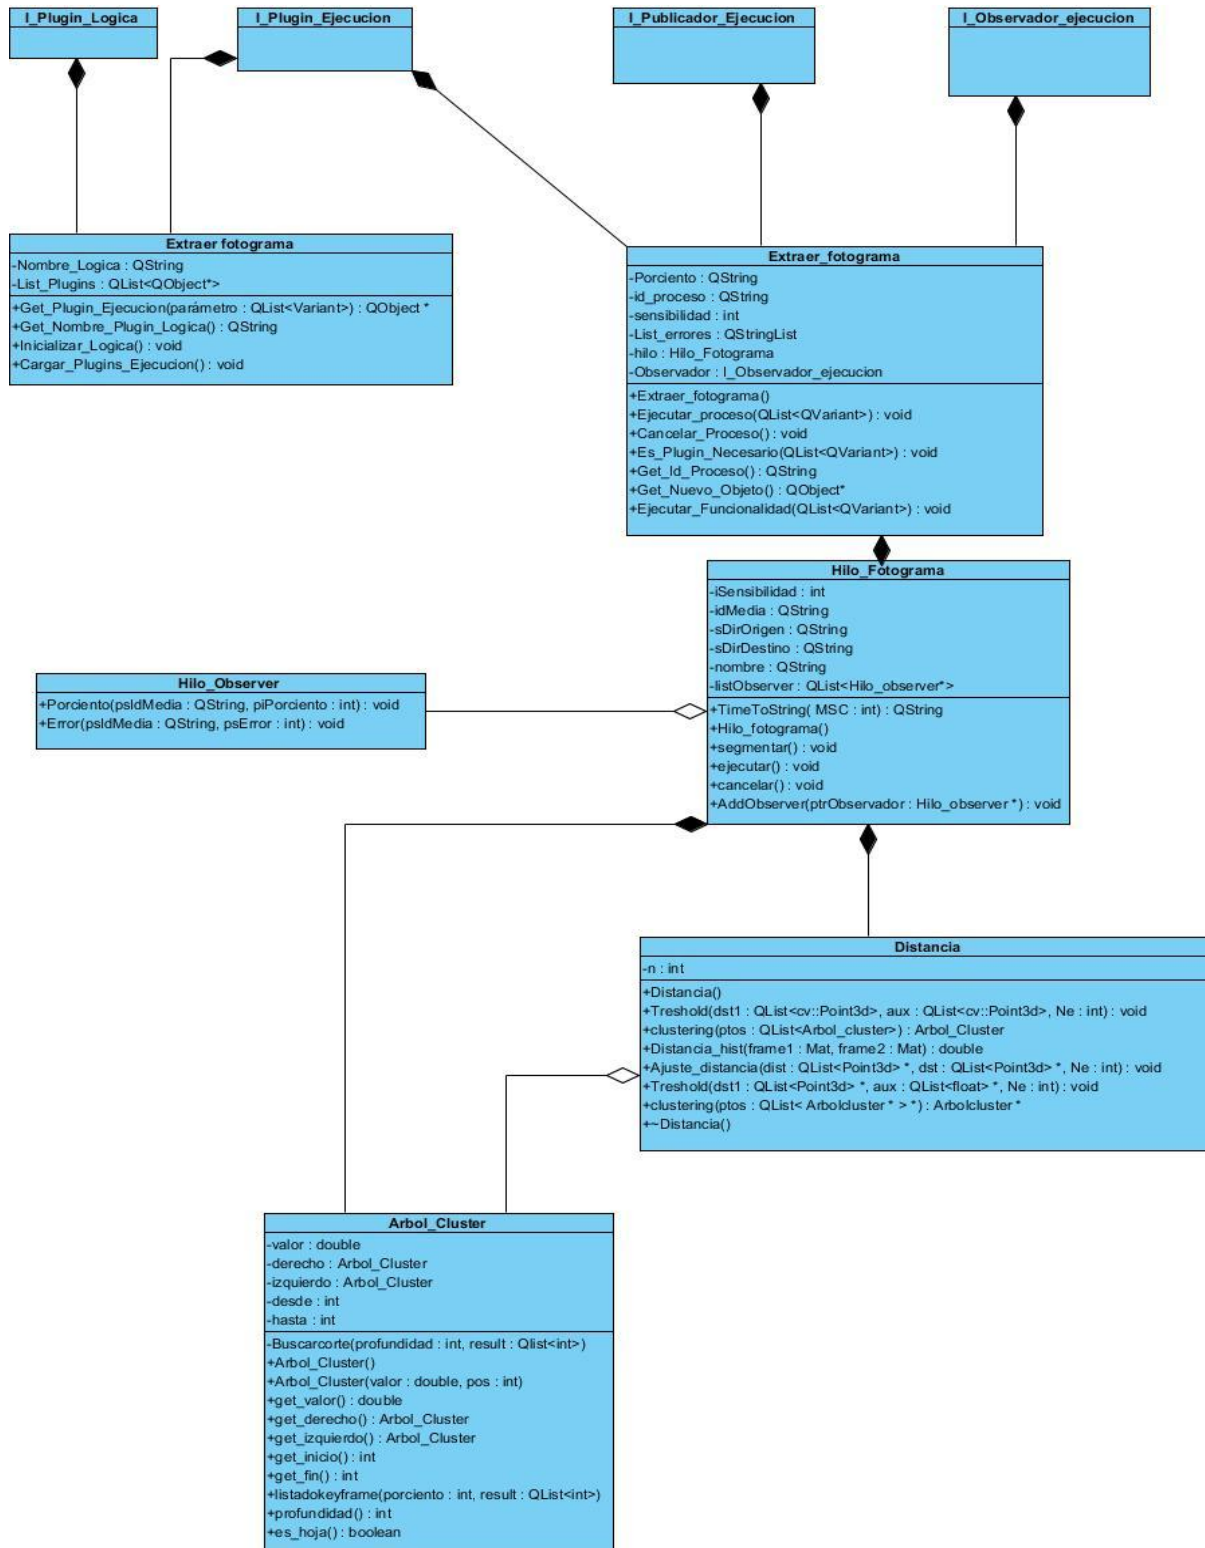 I_Plugin_Logica
I_Plugin_Ejecucion
I_Publicador_Ejecucion
I_Observador_ejecucion
Extraer fotograma
-Nombre_Logica : QString
-List_Plugins : QList<QObject*>
+Get_Plugin_Ejecucion(parámetro : QList<Variant>) : QObject *
+Get_Nombre_Plugin_Logica() : QString
+Inicializar_Logica() : void
+Cargar_Plugins_Ejecucion() : void
Extraer_fotograma
-Porciento : QString
-id_proceso : QString
-sensibilidad : int
-List_errores : QStringList
-hilo : Hilo_Fotograma
-Observador : I_Observador_ejecucion
+Extraer_fotograma()
+Ejecutar_proceso(QList<QVariant>) : void
+Cancelar_Proceso() : void
+Es_Plugin_Necesario(QList<QVariant>) : void
+Get_Id_Proceso() : QString
+Get_Nuevo_Objeto() : QObject*
+Ejecutar_Funcionalidad(QList<QVariant>) : void
Hilo_Fotograma
-iSensibilidad : int
-idMedia : QString
-sDirOrigen : QString
-sDirDestino : QString
-nombre : QString
-listObserver : QList<Hilo_observer*>
+TimeToString( MSC : int) : QString
+Hilo_fotograma()
+segmentar() : void
+ejecutar() : void
+cancelar() : void
+AddObserver(ptrObservador : Hilo_observer *) : void
Hilo_Observer
+Porciento(psIdMedia : QString, piPorciento : int) : void
+Error(psIdMedia : QString, psError : int) : void
Distancia
-n : int
+Distancia()
+Treshold(dst1 : QList<cv::Point3d>, aux : QList<cv::Point3d>, Ne : int) : void
+clustering(ptos : QList<Arbol_cluster>) : Arbol_Cluster
+Distancia_hist(frame1 : Mat, frame2 : Mat) : double
+Ajuste_distancia(dist : QList<Point3d> *, dst : QList<Point3d> *, Ne : int) : void
+Treshold(dst1 : QList<Point3d> *, aux : QList<float> *, Ne : int) : void
+clustering(ptos : QList< Arbolcluster * > *) : Arbolcluster *
+~Distancia()
Arbol_Cluster
-valor : double
-derecho : Arbol_Cluster
-izquierdo : Arbol_Cluster
-desde : int
-hasta : int
-Buscarcorte(profundidad : int, result : Qlist<int>)
+Arbol_Cluster()
+Arbol_Cluster(valor : double, pos : int)
+get_valor() : double
+get_derecho() : Arbol_Cluster
+get_izquierdo() : Arbol_Cluster
+get_inicio() : int
+get_fin() : int
+listadokeyframe(porciento : int, result : QList<int>)
+profundidad() : int
+es_hoja() : boolean